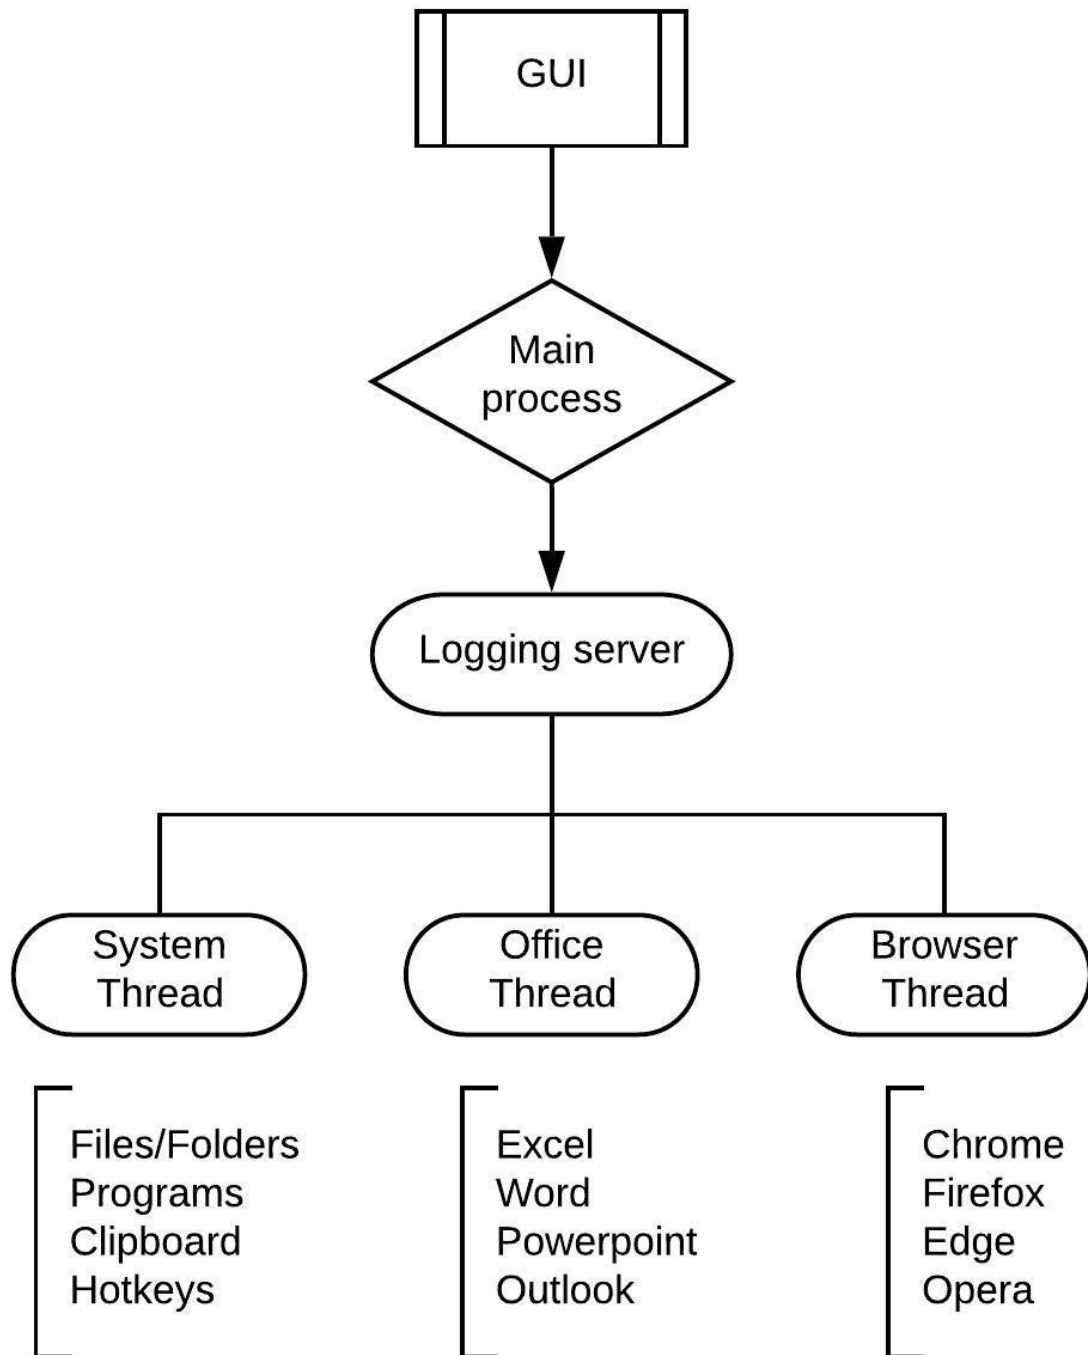 GUI
Main
process
Logging server
System
Thread
Office
Thread
Browser
Thread
Files/Folders
Programs
Clipboard
Hotkeys
Excel
Word
Powerpoint
Outlook
Chrome
Firefox
Edge
Opera